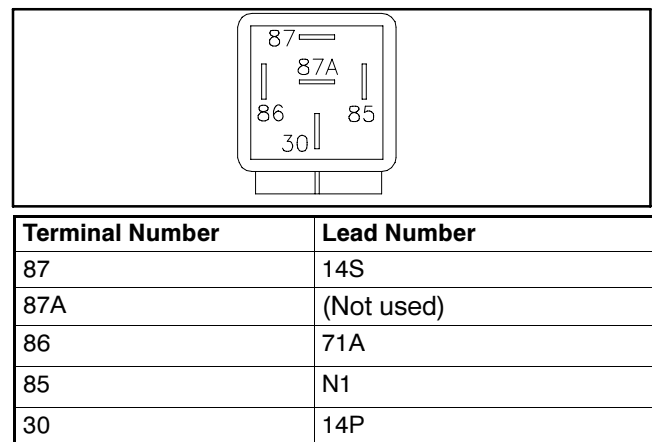 87
87A
86 85
30
Terminal Number Lead Number
87 14S
87A (Not used)
86 71A
85 N1
30 14P